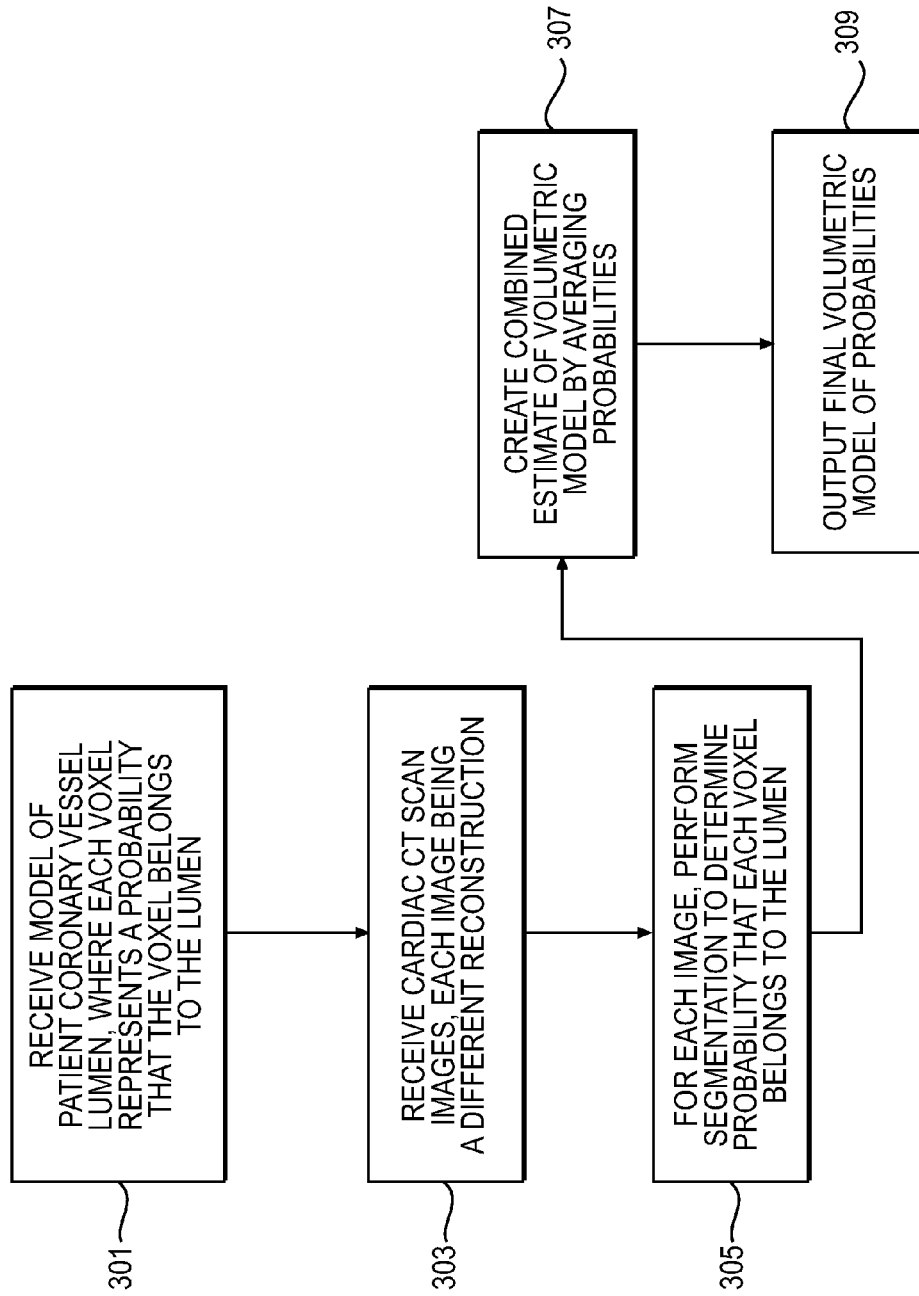 RECEIVE MODEL OF
PATIENT CORONARY VESSEL
LUMEN, WHERE EACH VOXEL
REPRESENTS A PROBABILITY
THAT THE VOXEL BELONGS
TO THE LUMEN
301
RECEIVE CARDIAC CT SCAN
IMAGES, EACH IMAGE BEING
A DIFFERENT RECONSTRUCTION
303
FOR EACH IMAGE, PERFORM
SEGMENTATION TO DETERMINE
PROBABILITY THAT EACH VOXEL
BELONGS TO THE LUMEN
305
CREATE COMBINED
ESTIMATE OF VOLUMETRIC
MODEL BY AVERAGING
PROBABILITIES
307
OUTPUT FINAL VOLUMETRIC
MODEL OF PROBABILITIES
309